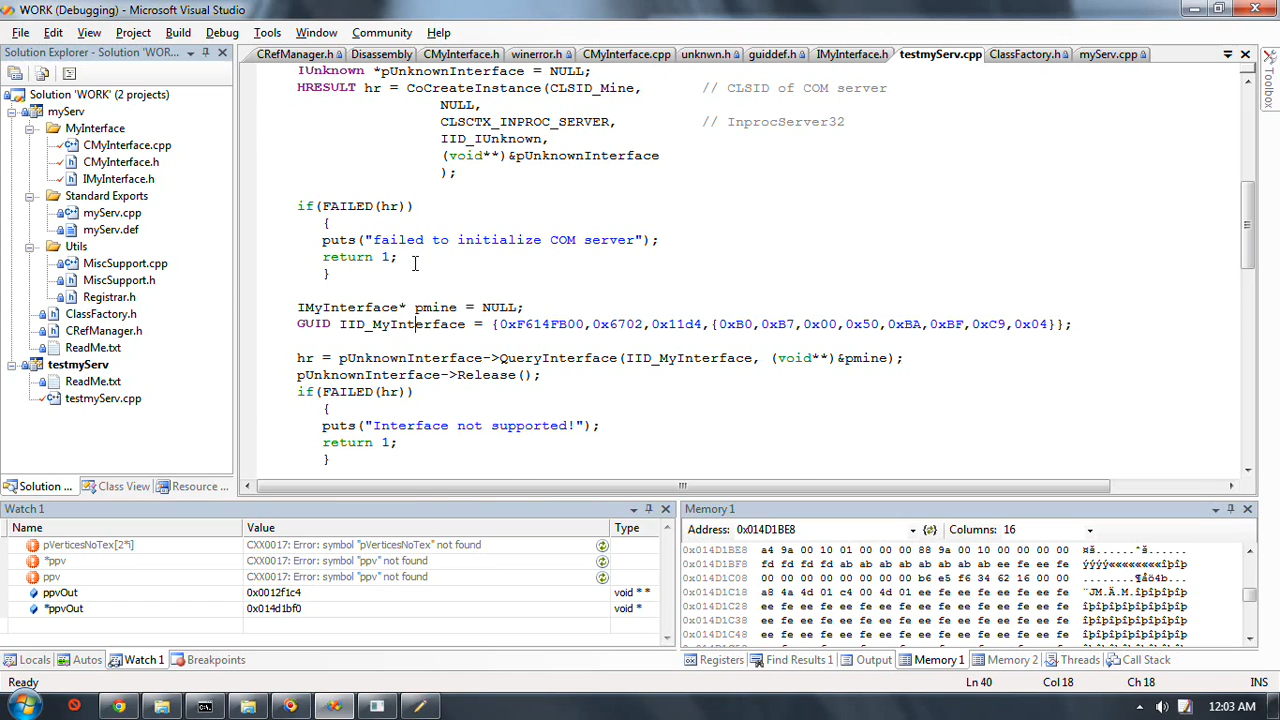 WORK (Debugging) - Microsoft Visual Studio
File Edit View Project Build Debug Tools Window Community Help
Solution Explorer - Solution 'WOR...
CRefManager.h Disassembly CMyInterface.h winerror.h CMyInterface.cpp unknwn.h guiddef.h IMyInterface.h testmyServ.cpp ClassFactory.h myServ.cpp
Toolbox
Solution 'WORK' (2 projects)
myServ
MyInterface
CMyInterface.cpp
CMyInterface.h
IMyInterface.h
Standard Exports
myServ.cpp
myServ.def
Utils
MiscSupport.cpp
MiscSupport.h
Registrar.h
ClassFactory.h
CRefManager.h
ReadMe.txt
testmyServ
ReadMe.txt
testmyServ.cpp
Solution ... Class View Resource ...
IUnknown *pUnknownInterface = NULL;
HRESULT hr = CoCreateInstance(CLSID_Mine, // CLSID of COM server
NULL,
CLSCTX_INPROC_SERVER, // InprocServer32
IID_IUnknown,
(void**)&pUnknownInterface
);
if(FAILED(hr))
{
puts("failed to initialize COM server");
return 1;
}
IMyInterface* pmine = NULL;
GUID IID_MyInterface = {0xF614FB00,0x6702,0x11d4,{0xB0,0xB7,0x00,0x50,0xBA,0xBF,0xC9,0x04}};
hr = pUnknownInterface->QueryInterface(IID_MyInterface, (void**)&pmine);
pUnknownInterface->Release();
if(FAILED(hr))
{
puts("Interface not supported!");
return 1;
}
Watch 1
Name Value Type
pVerticesNoTex[2*i] CXX0017: Error: symbol "pVerticesNoTex" not found
*ppv CXX0017: Error: symbol "ppv" not found
ppv CXX0017: Error: symbol "ppv" not found
ppvOut 0x0012f1c4 void * *
*ppvOut 0x014d1bf0 void *
Locals Autos Watch 1 Breakpoints
Memory 1
Address: 0x014D1BE8 Columns: 16
0x014D1BE8 a4 9a 00 10 01 00 00 00 88 9a 00 10 00 00 00 00
0x014D1BF8 fd fd fd fd ab ab ab ab ab ab ab ab ee fe ee fe ýýýý««««««««îþîþ
0x014D1C08 00 00 00 00 00 00 00 00 b6 e5 f6 34 62 16 00 00 ........¶åö4b...
0x014D1C18 a8 4a 4d 01 c4 00 4d 01 ee fe ee fe ee fe ee fe ¨JM.Ä.M.îþîþîþîþ
0x014D1C28 ee fe ee fe ee fe ee fe ee fe ee fe ee fe ee fe îþîþîþîþîþîþîþîþ
0x014D1C38 ee fe ee fe ee fe ee fe ee fe ee fe ee fe ee fe îþîþîþîþîþîþîþîþ
0x014D1C48 ee fe ee fe ee fe ee fe ee fe ee fe ee fe ee fe îþîþîþîþîþîþîþîþ
Registers Find Results 1 Output Memory 1 Memory 2 Threads Call Stack
Ready Ln 40 Col 18 Ch 18 INS
12:03 AM